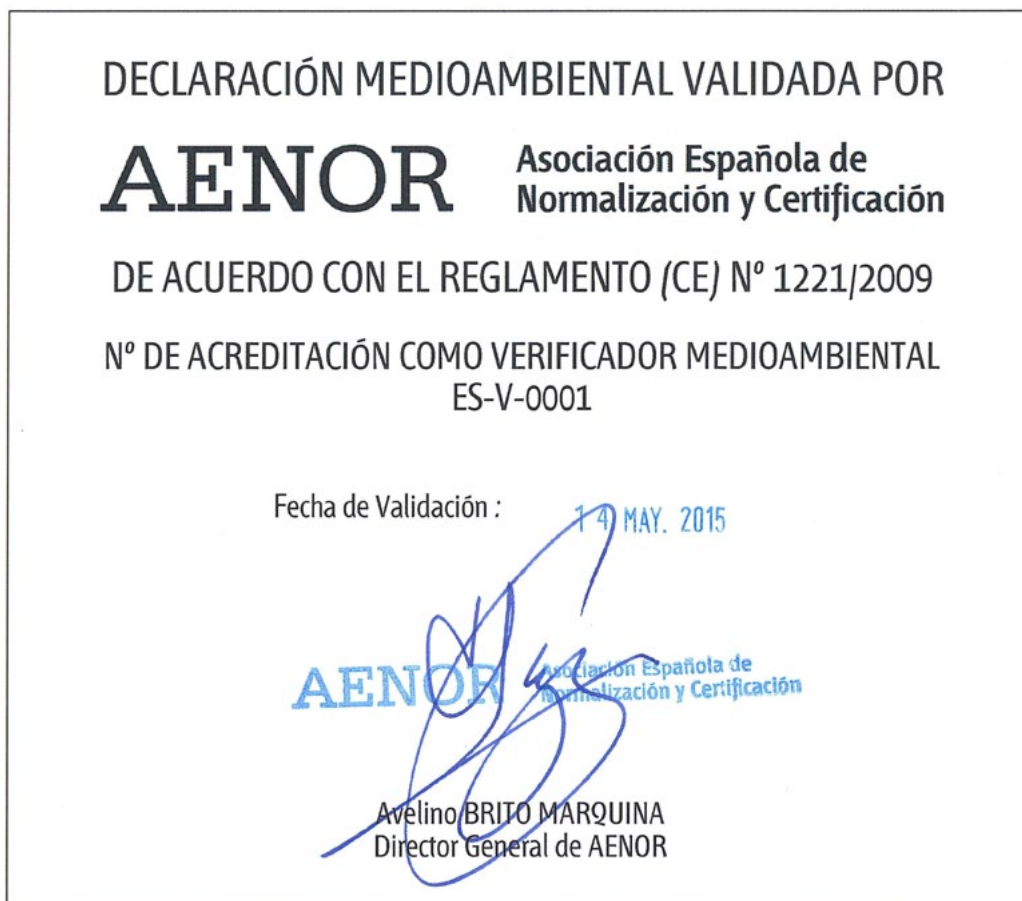 DECLARACIÓN MEDIOAMBIENTAL VALIDADA POR
AENOR
Asociación Española de
Normalización y Certificación
DE ACUERDO CON EL REGLAMENTO (CE) Nº 1221/2009
Nº DE ACREDITACIÓN COMO VERIFICADOR MEDIOAMBIENTAL
ES-V-0001
Fecha de Validación :
14 MAY. 2015
AENOR
Asociación Española de
Normalización y Certificación
Avelino BRITO MARQUINA
Director General de AENOR